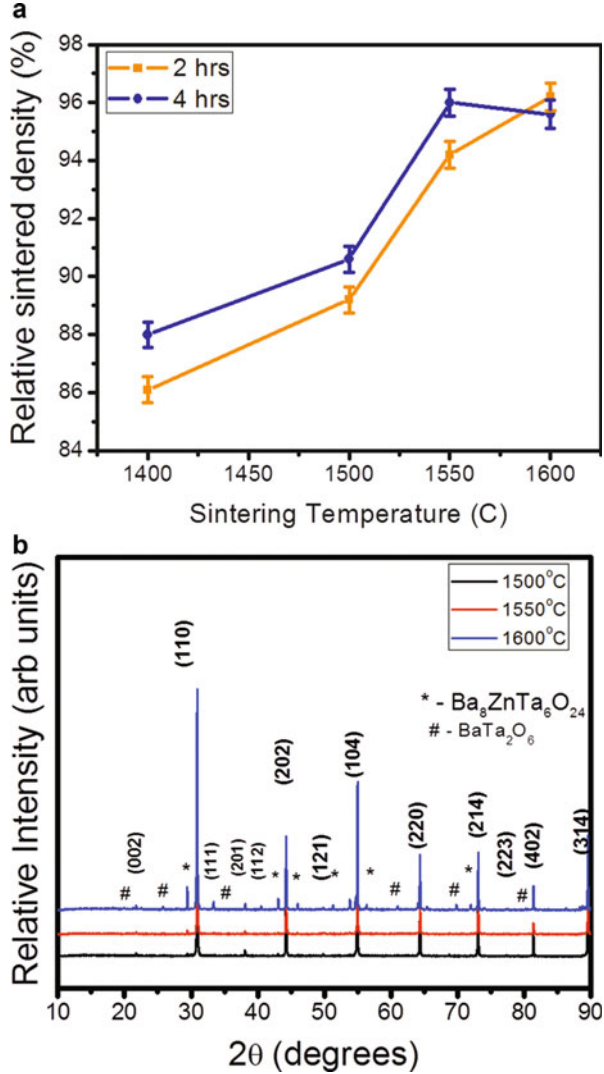 a
98
96
94
92
90
88
86
84
2 hrs
4 hrs
Relative sintered density (%)
1400 1450 1500 1550 1600
Sintering Temperature (C)
b
Relative Intensity (arb units)
1500°C
1550°C
1600°C
* - Ba₈ZnTa₆O₂₄
# - BaTa₂O₆
(110)
(202)
(104)
(220)
(214)
(223)
(402)
(314)
(002)
(111)
(201)
(112)
(121)
# # * # * * * * # # * #
10 20 30 40 50 60 70 80 90
2θ (degrees)